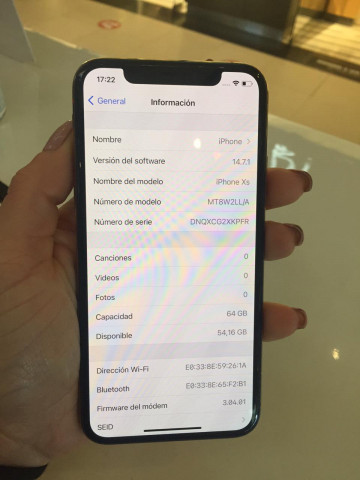 17:22
General
Información
Nombre iPhone
Versión del software 14.7.1
Nombre del modelo iPhone Xs
Número de modelo MT8W2LL/A
Número de serie DNQXCG2XKPFR
Canciones 0
Videos 0
Fotos 0
Capacidad 64 GB
Disponible 54,16 GB
Dirección Wi-Fi E0:33:8E:59:26:1A
Bluetooth E0:33:8E:65:F2:B1
Firmware del módem 3.04.01
SEID